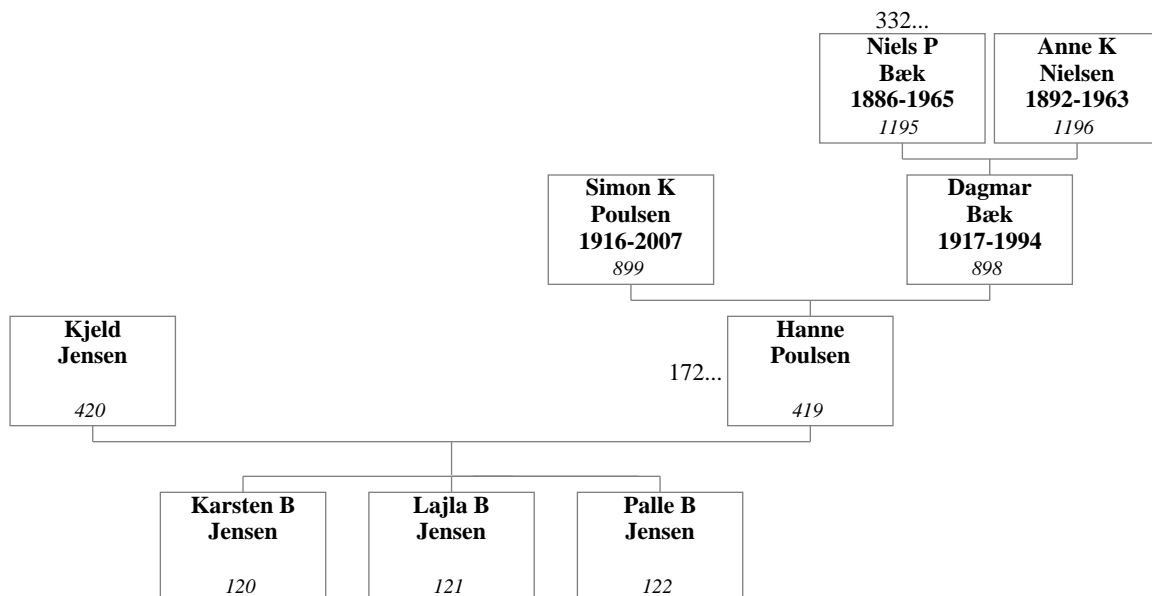 332...
Niels P
Bæk
1886-1965
1195
Anne K
Nielsen
1892-1963
1196
Simon K
Poulsen
1916-2007
899
Dagmar
Bæk
1917-1994
898
Kjeld
Jensen
420
172...
Hanne
Poulsen
419
Karsten B
Jensen
120
Lajla B
Jensen
121
Palle B
Jensen
122